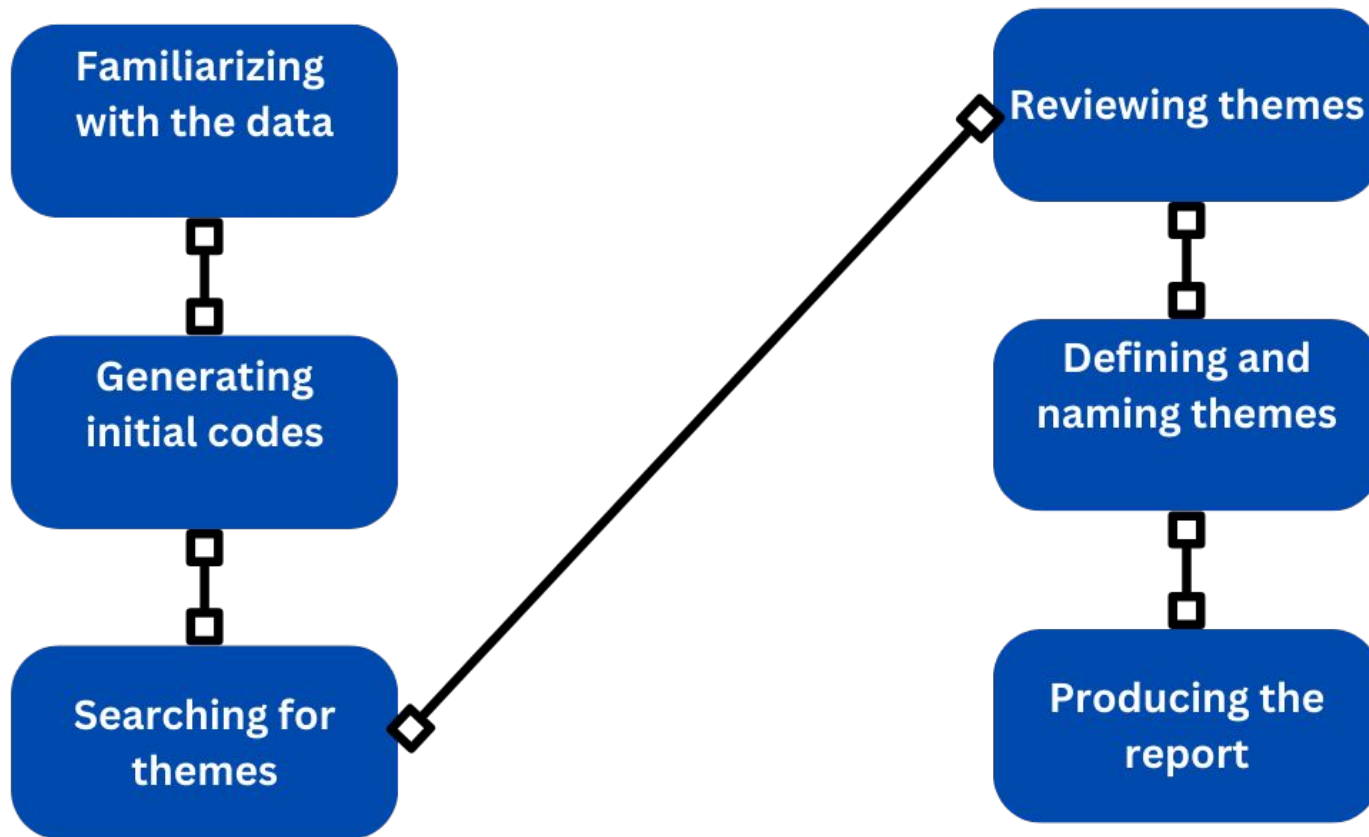 Familiarizing
with the data
Generating
initial codes
Searching for
themes
Reviewing themes
Defining and
naming themes
Producing the
report